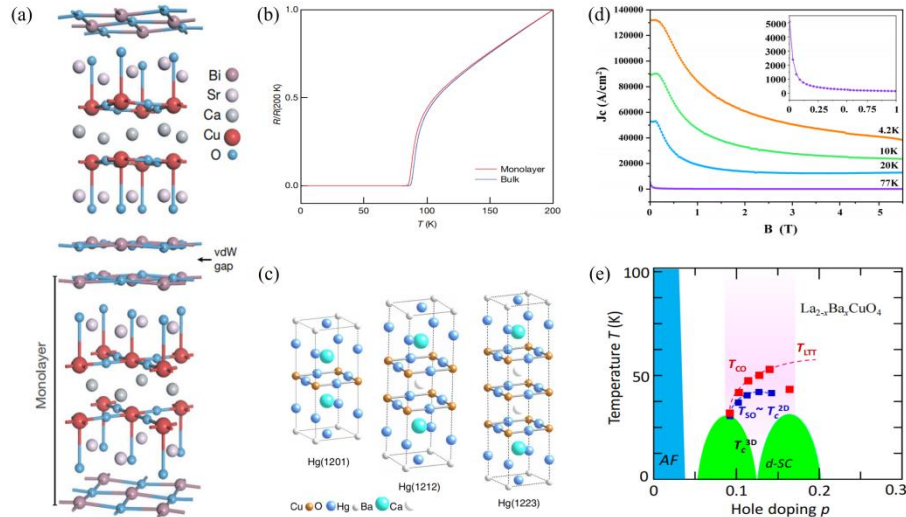 (a)
Bi
Sr
Ca
Cu
O
vdW
gap
Monolayer
(b)
R/R(200 K)
1.0
0.5
0.0
0
50
100
150
200
T (K)
Monolayer
Bulk
(c)
Hg(1201)
Hg(1212)
Hg(1223)
Cu O Hg Ba Ca
(d)
Jc (A/cm²)
140000
120000
100000
80000
60000
40000
20000
0
0
1
2
3
4
5
B (T)
4.2K
10K
20K
77K
5000
4000
3000
2000
1000
0
0
0.25
0.5
0.75
1
(e)
Temperature T (K)
100
50
0
0
0.1
0.2
0.3
Hole doping p
La2-xBaxCuO4
TCO
TLTT
TSO~ Tc2D
Tc3D
AF
d-SC